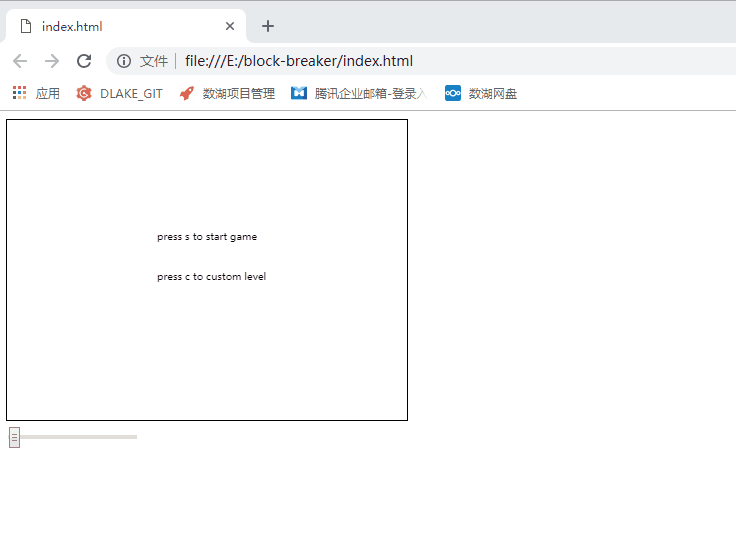 index.html
文件 file:///E:/block-breaker/index.html
应用 DLAKE_GIT 数湖项目管理 腾讯企业邮箱-登录入 数湖网盘
press s to start game
press c to custom level